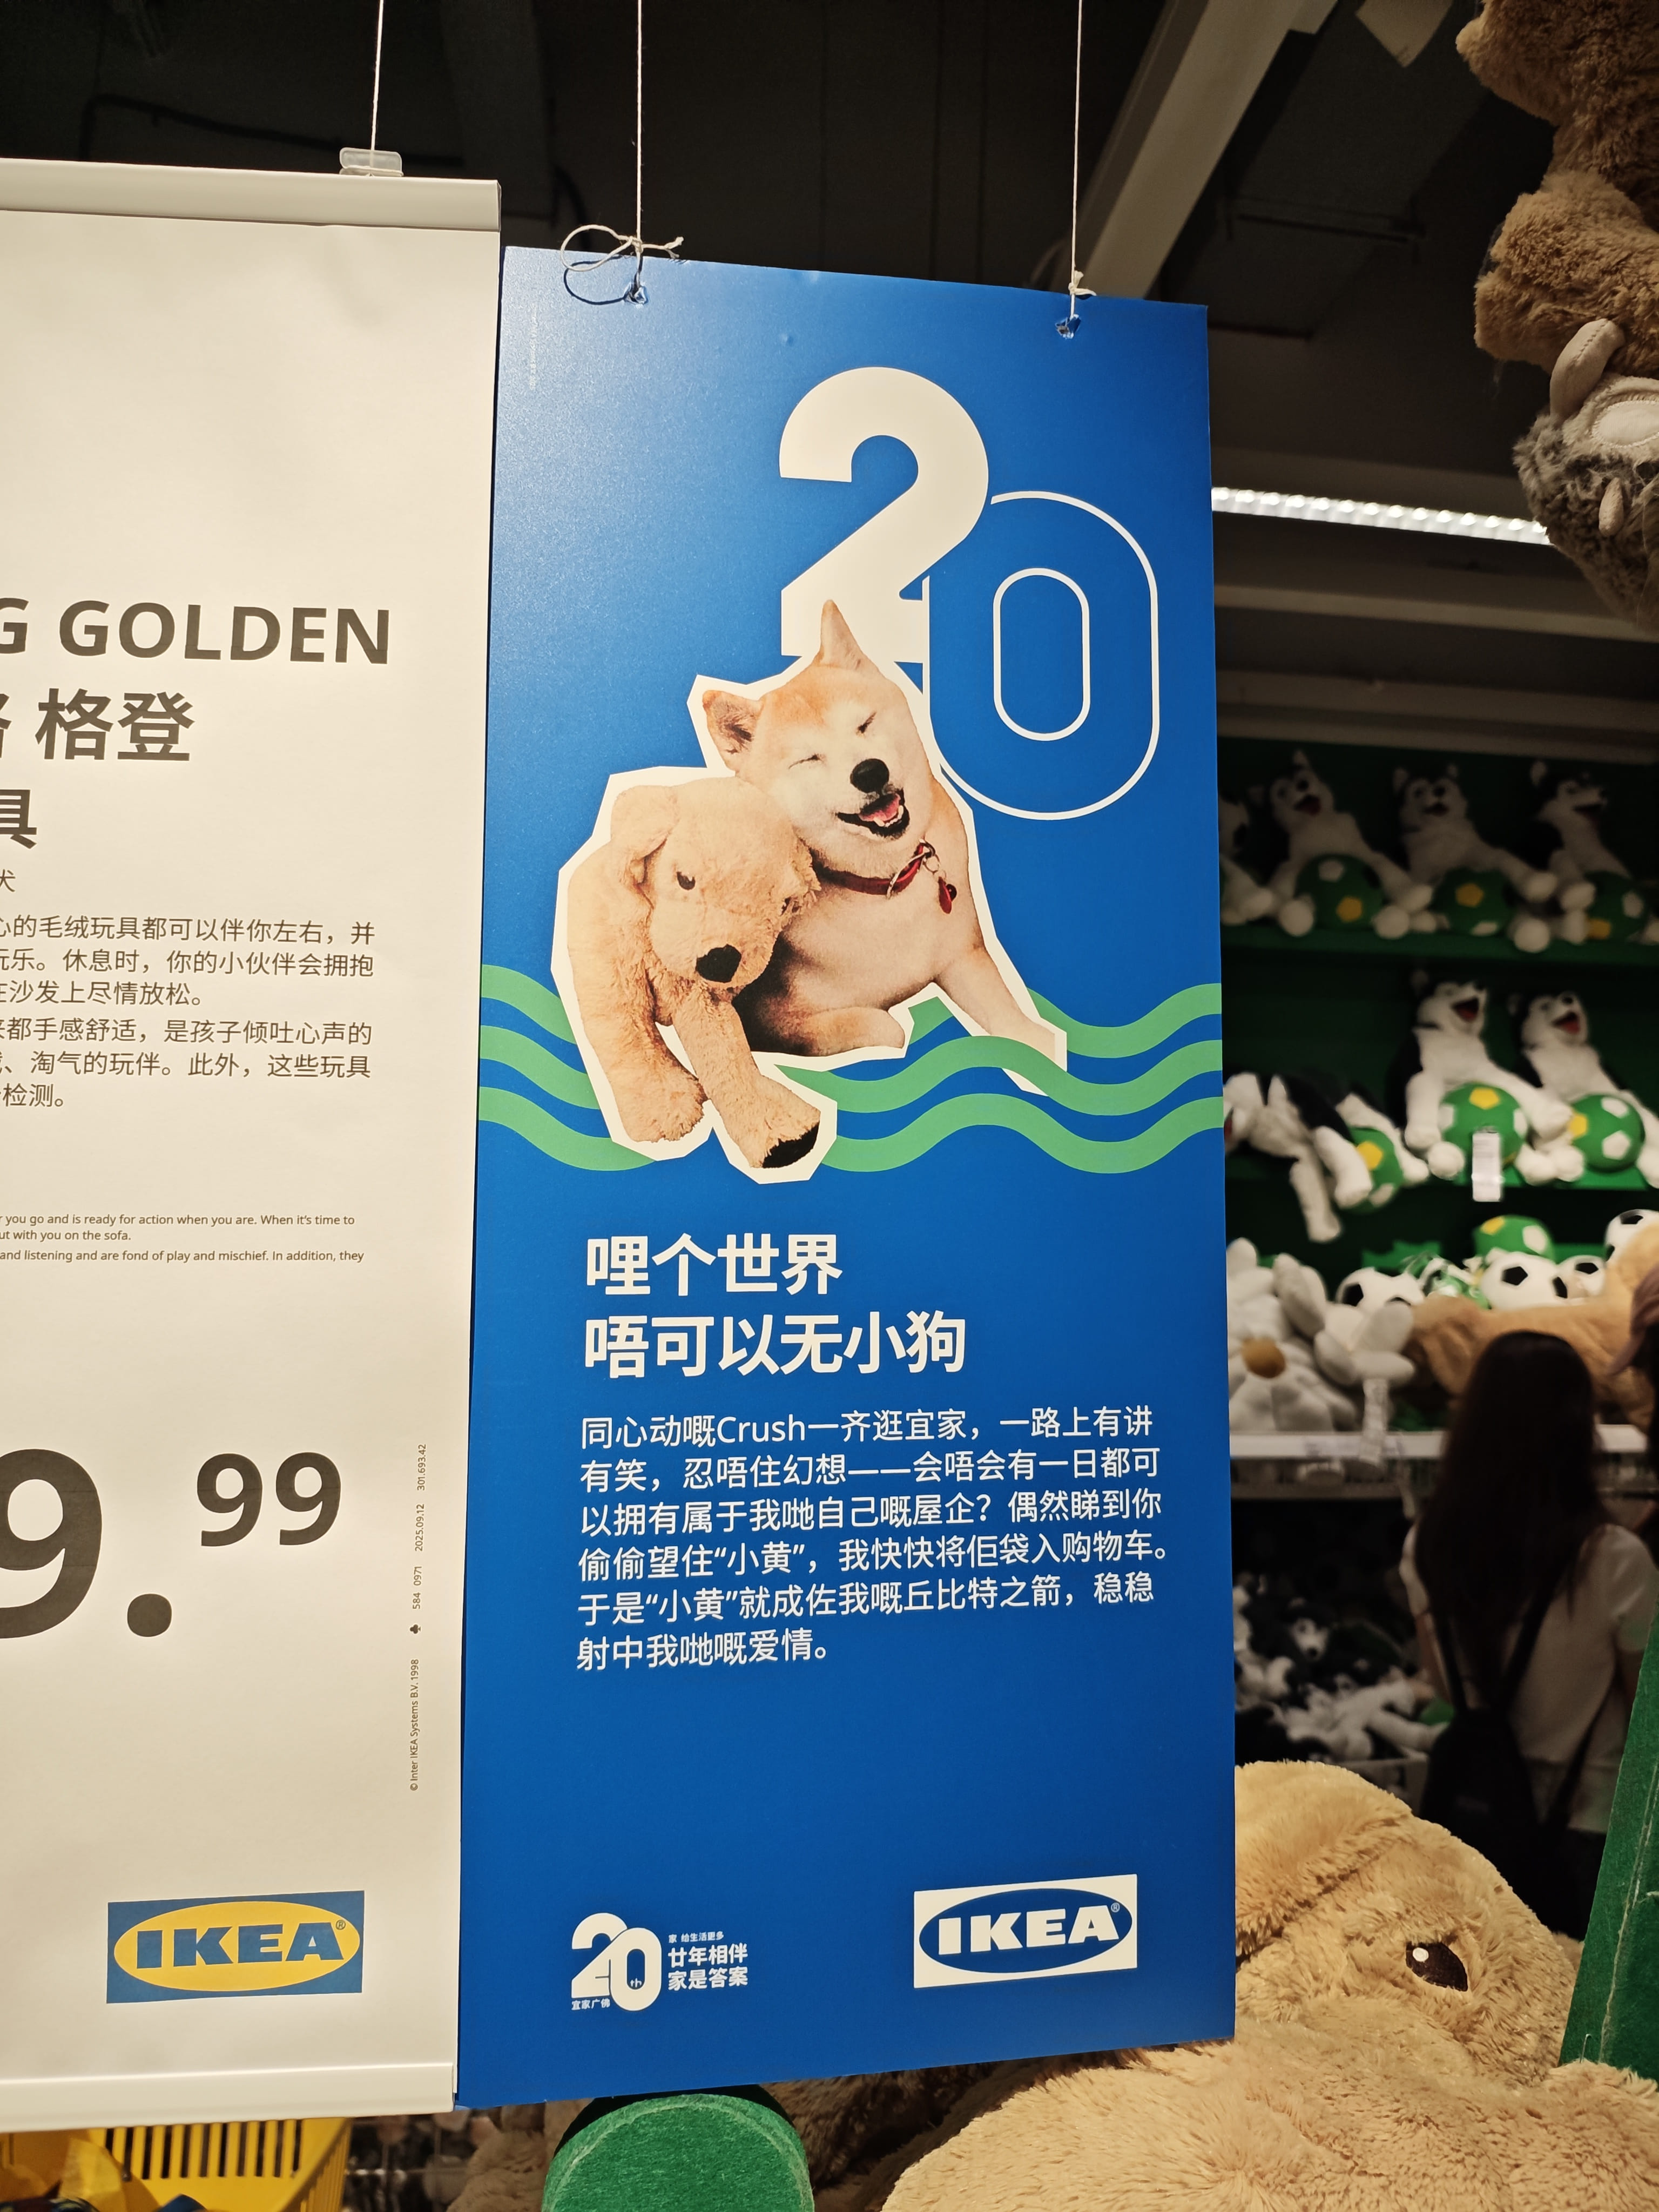 G GOLDEN
格登
具
犬
心的毛绒玩具都可以伴你左右，并
玩乐。休息时，你的小伙伴会拥抱
在沙发上尽情放松。
都手感舒适，是孩子倾吐心声的
、淘气的玩伴。此外，这些玩具
检测。
you go and is ready for action when you are. When it's time to
ut with you on the sofa.
and listening and are fond of play and mischief. In addition, they
9.99
© Inter IKEA Systems B.V. 1998 584 0971 2025.09.12 301.693.42
IKEA®
20
哩个世界
唔可以无小狗
同心动嘅Crush一齐逛宜家，一路上有讲
有笑，忍唔住幻想——会唔会有一日都可
以拥有属于我哋自己嘅屋企？偶然睇到你
偷偷望住“小黄”，我快快将佢袋入购物车。
于是“小黄”就成佐我嘅丘比特之箭，稳稳
射中我哋嘅爱情。
20th
宜家广佛
家 给生活更多
廿年相伴
家是答案
IKEA®